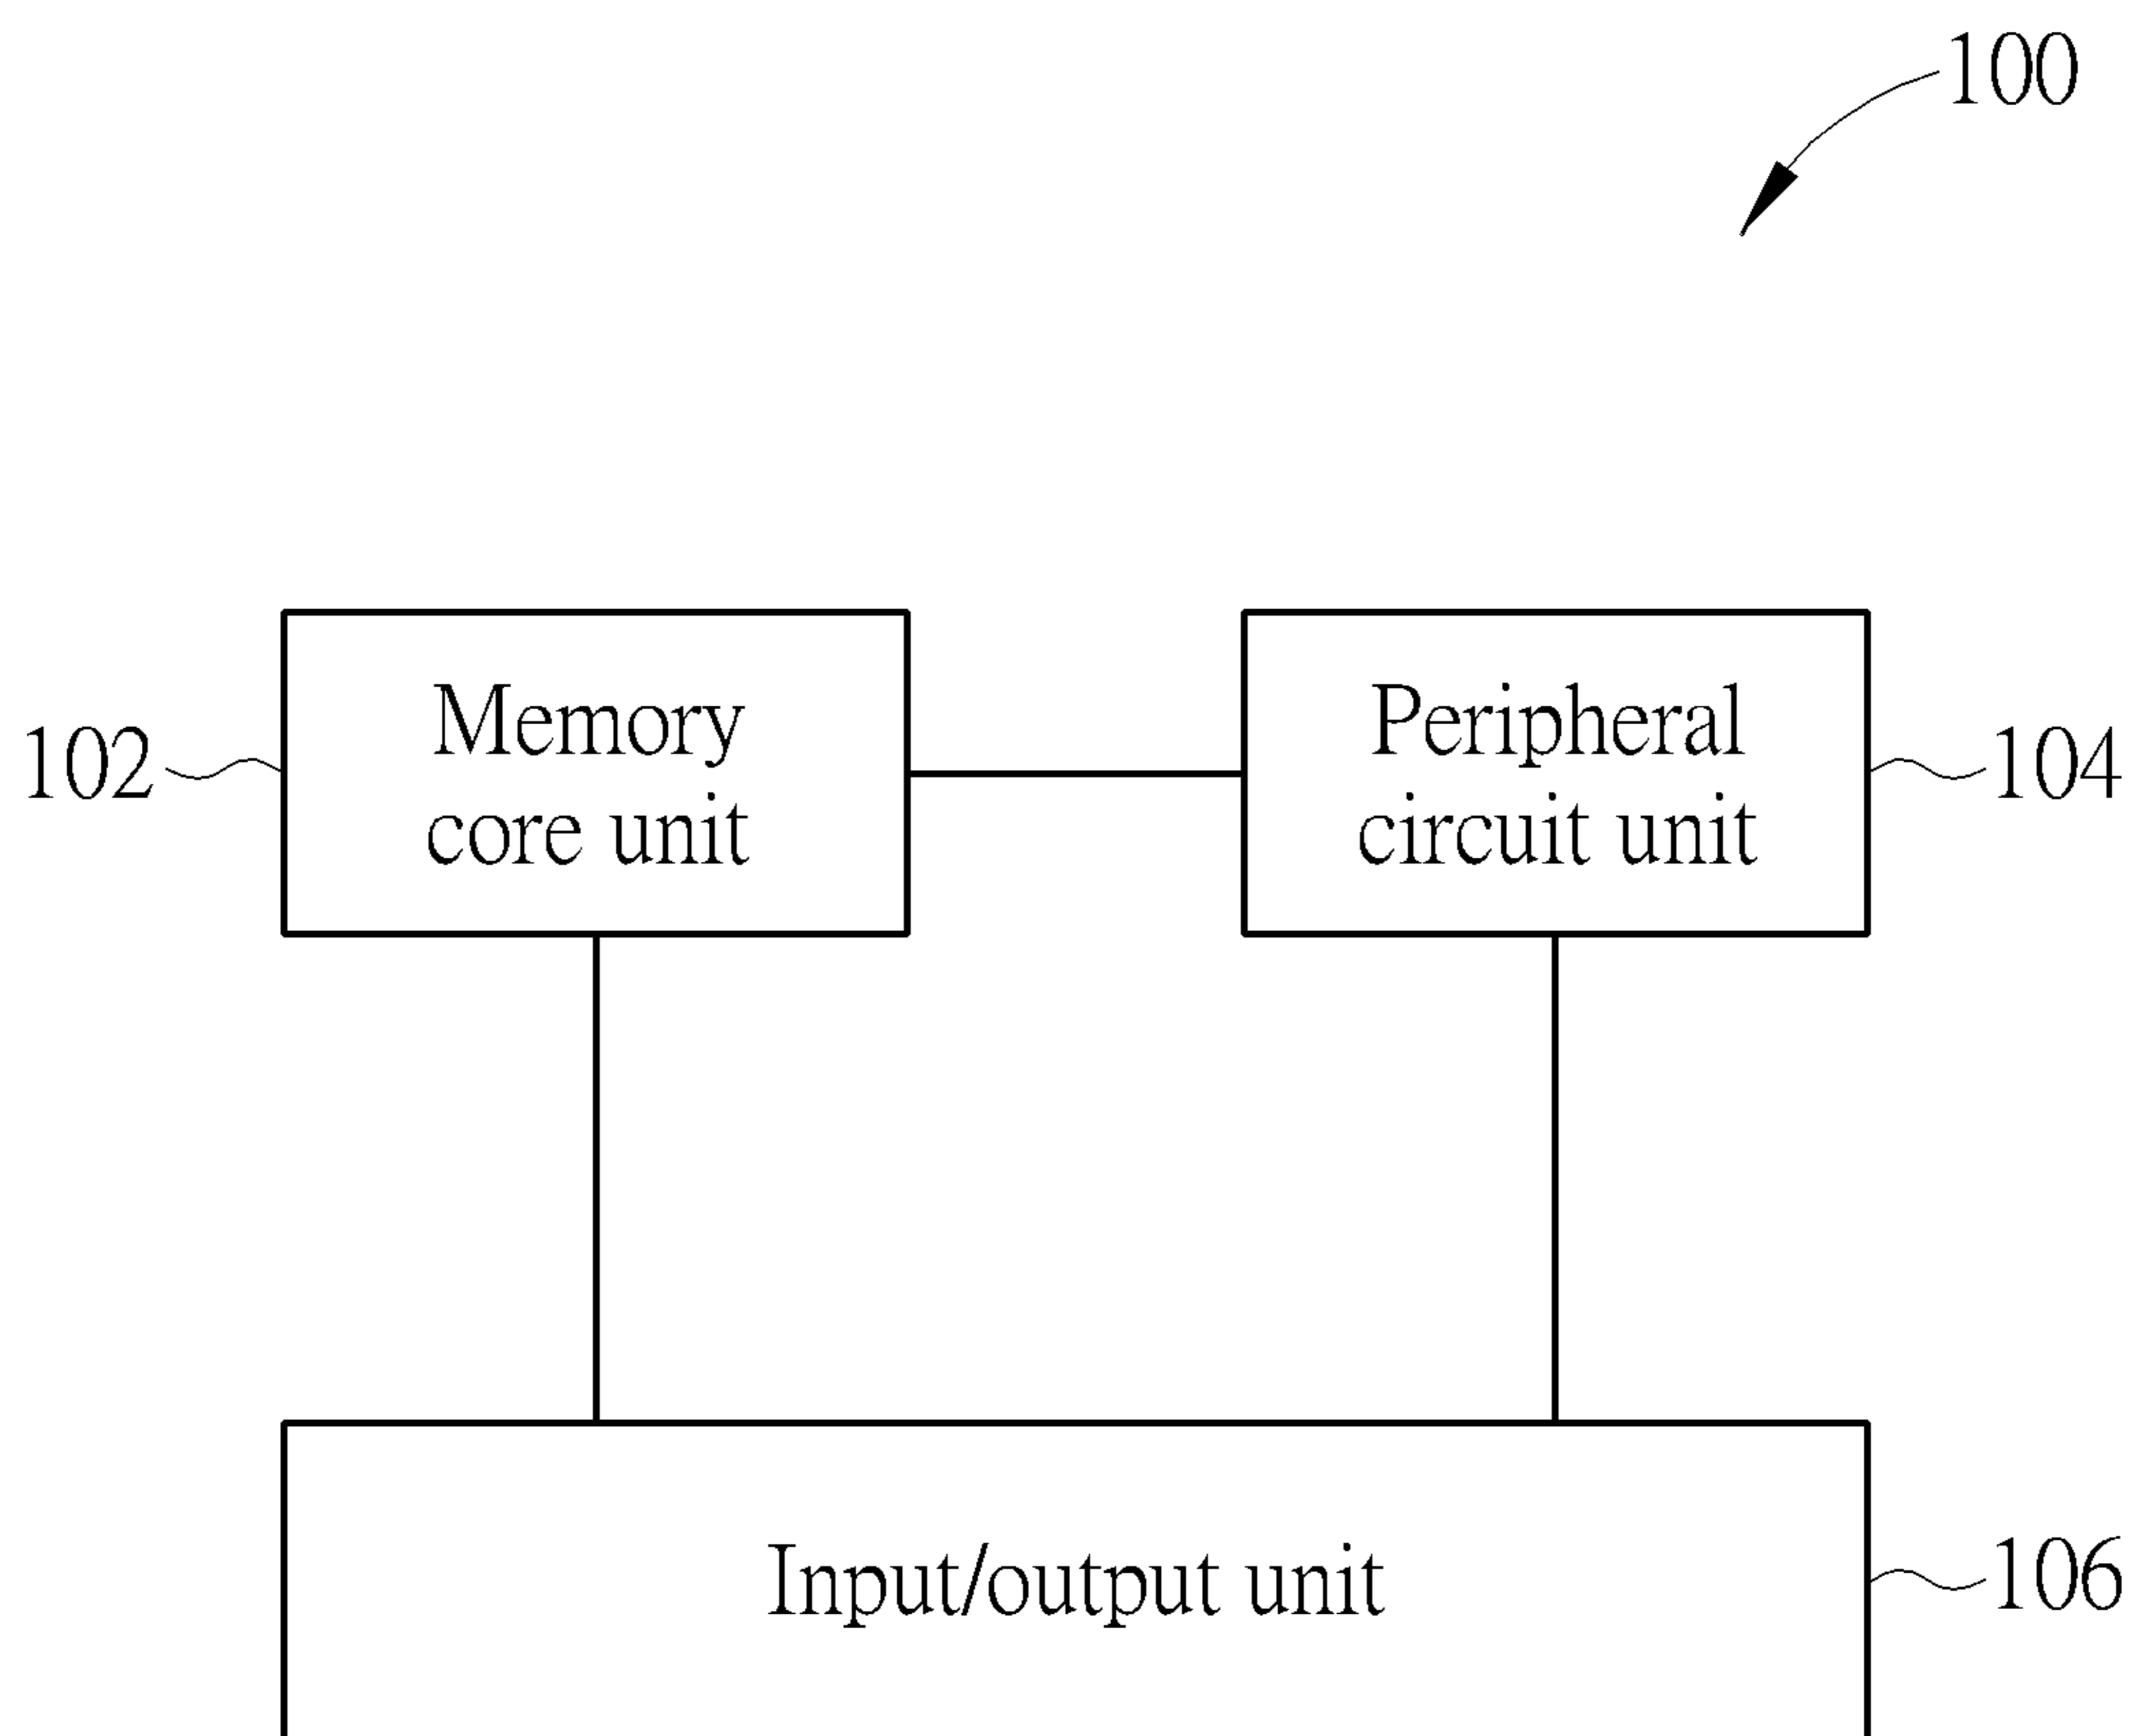 100
Memory
core unit
102
Peripheral
circuit unit
104
Input/output unit
106